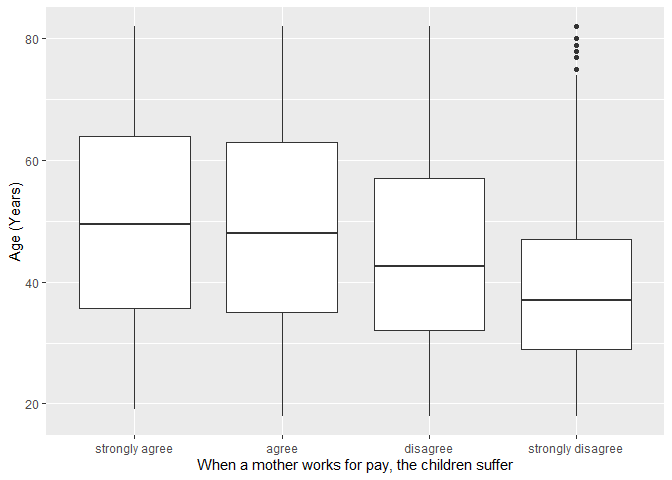 80
60
40
20
Age (Years)
strongly agree
agree
disagree
strongly disagree
When a mother works for pay, the children suffer